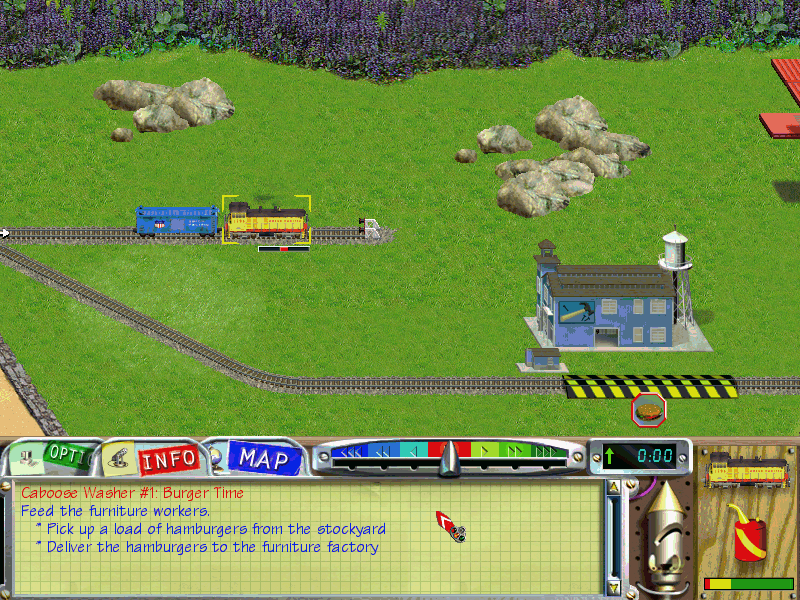 OPTI
INFO
MAP
0:00
Caboose Washer #1: Burger Time
Feed the furniture workers.
* Pick up a load of hamburgers from the stockyard
* Deliver the hamburgers to the furniture factory